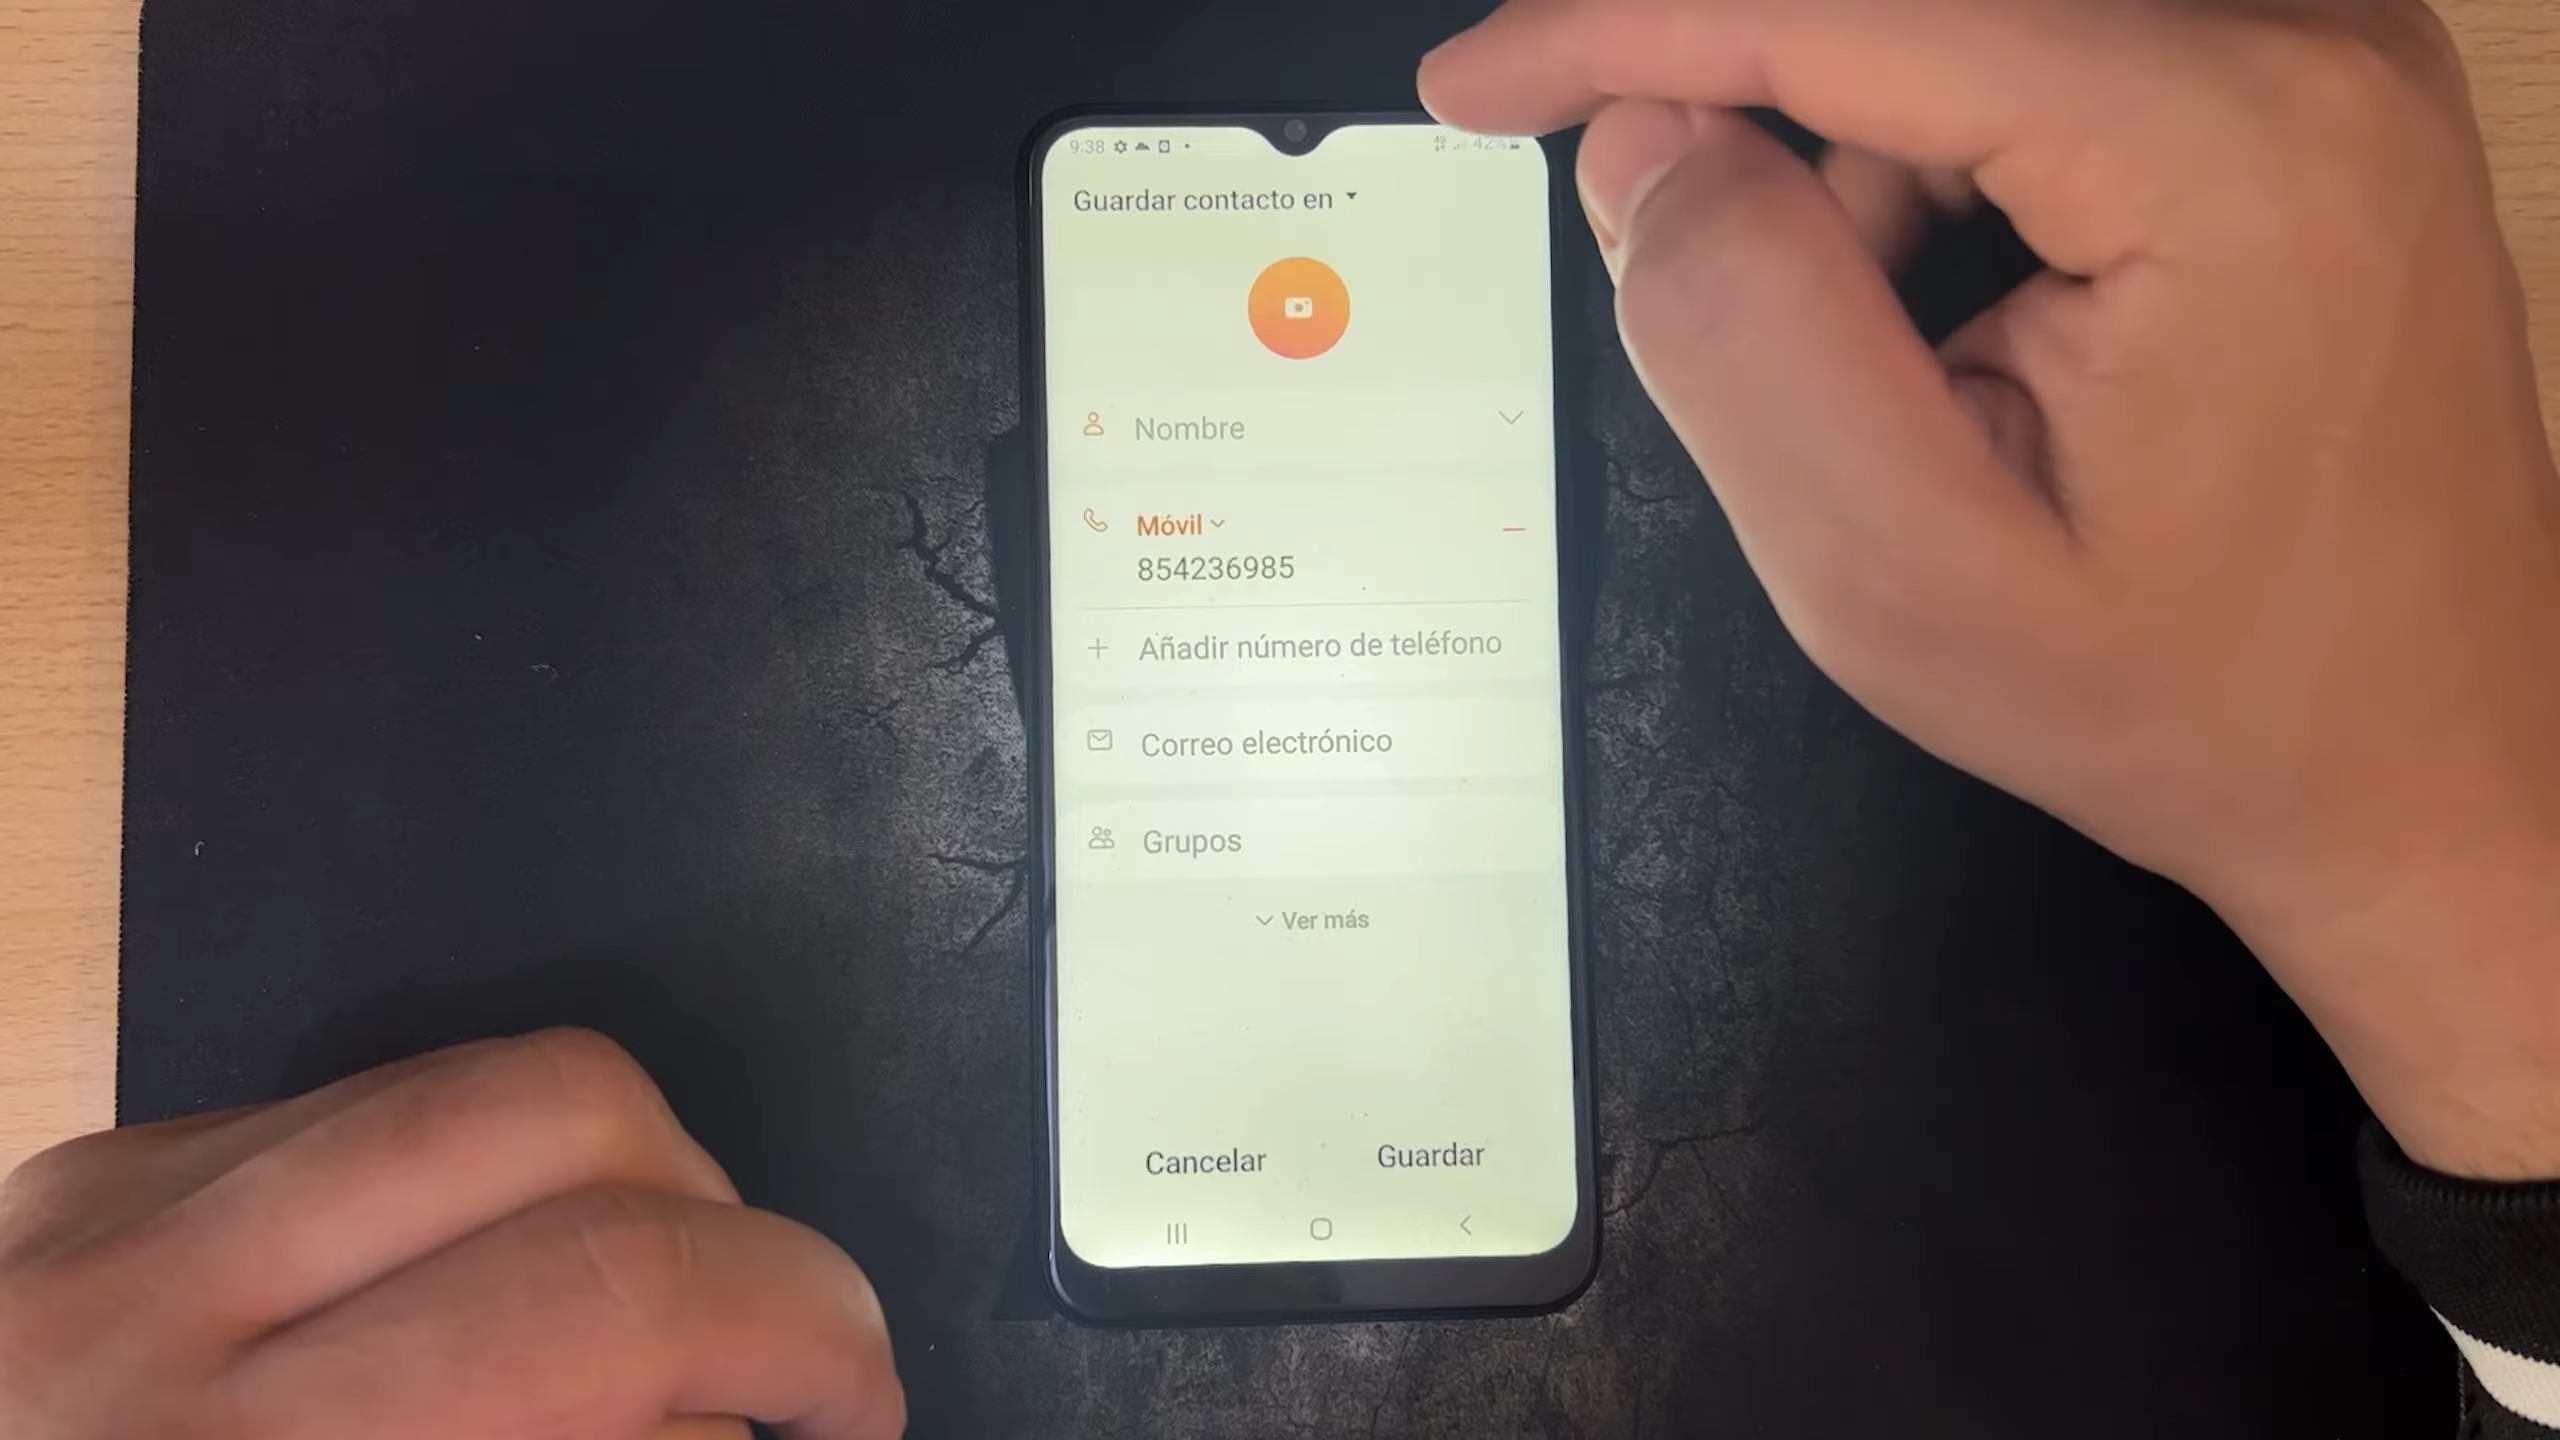 9:38 42%
Guardar contacto en
Nombre
Móvil
854236985
Añadir número de teléfono
Correo electrónico
Grupos
Ver más
Cancelar Guardar